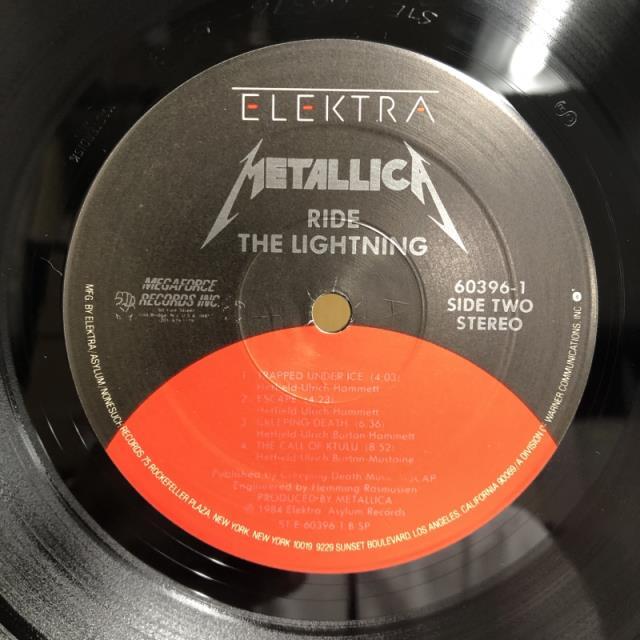 ELEKTRA
METALLICA
RIDE
THE LIGHTNING
MEGAFORCE
RECORDS INC.
60396-1
SIDE TWO
STEREO
1. TRAPPED UNDER ICE (4:03)
Hetfield-Ulrich-Hammett
2. ESCAPE (4:23)
Hetfield-Ulrich-Hammett
3. CREEPING DEATH (6:36)
Hetfield-Ulrich-Burton-Hammett
4. THE CALL OF KTULU (8:52)
Hetfield-Ulrich-Burton-Mustaine
Published by Creeping Death Music ASCAP
Engineered by Flemming Rasmussen
PRODUCED BY METALLICA
℗ 1984 Elektra Asylum Records
ST-E-60396-1 B SP
MFG. BY ELEKTRA/ASYLUM/NONESUCH RECORDS 75 ROCKEFELLER PLAZA, NEW YORK, NEW YORK 10019 9229 SUNSET BOULEVARD, LOS ANGELES, CALIFORNIA 90069 A DIVISION OF WARNER COMMUNICATIONS, INC.